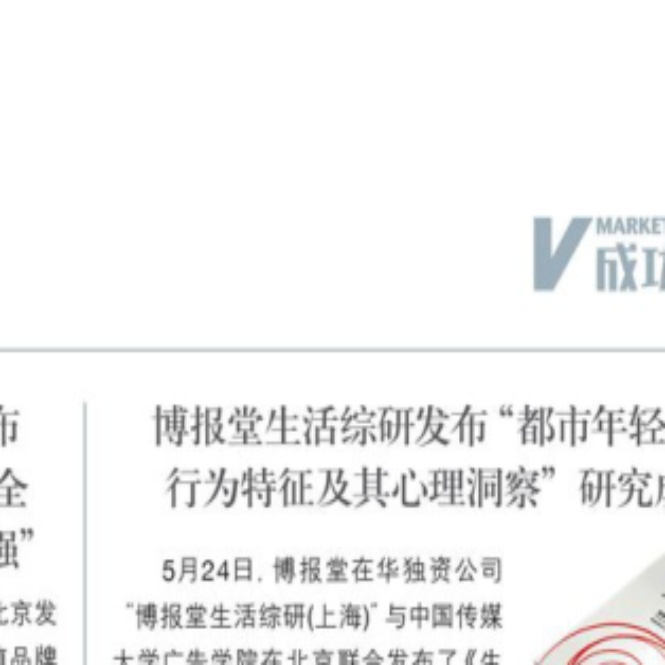 MARKET
成功
布
全
强”
北京发
品牌
博报堂生活综研发布“都市年轻
行为特征及其心理洞察”研究成
5月24日，博报堂在华独资公司
“博报堂生活综研(上海)”与中国传媒
大学广告学院在北京联合发布了《生